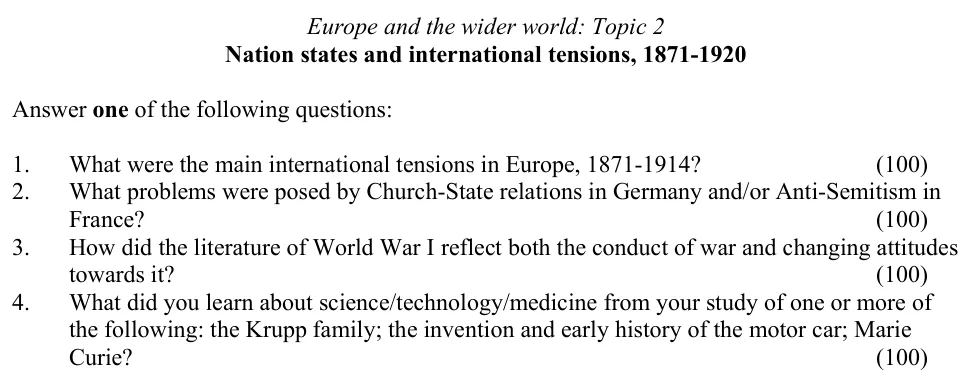 Europe and the wider world: Topic 2
Nation states and international tensions, 1871-1920
Answer one of the following questions:
1. What were the main international tensions in Europe, 1871-1914? (100)
2. What problems were posed by Church-State relations in Germany and/or Anti-Semitism in
France? (100)
3. How did the literature of World War I reflect both the conduct of war and changing attitudes
towards it? (100)
4. What did you learn about science/technology/medicine from your study of one or more of
the following: the Krupp family; the invention and early history of the motor car; Marie
Curie? (100)